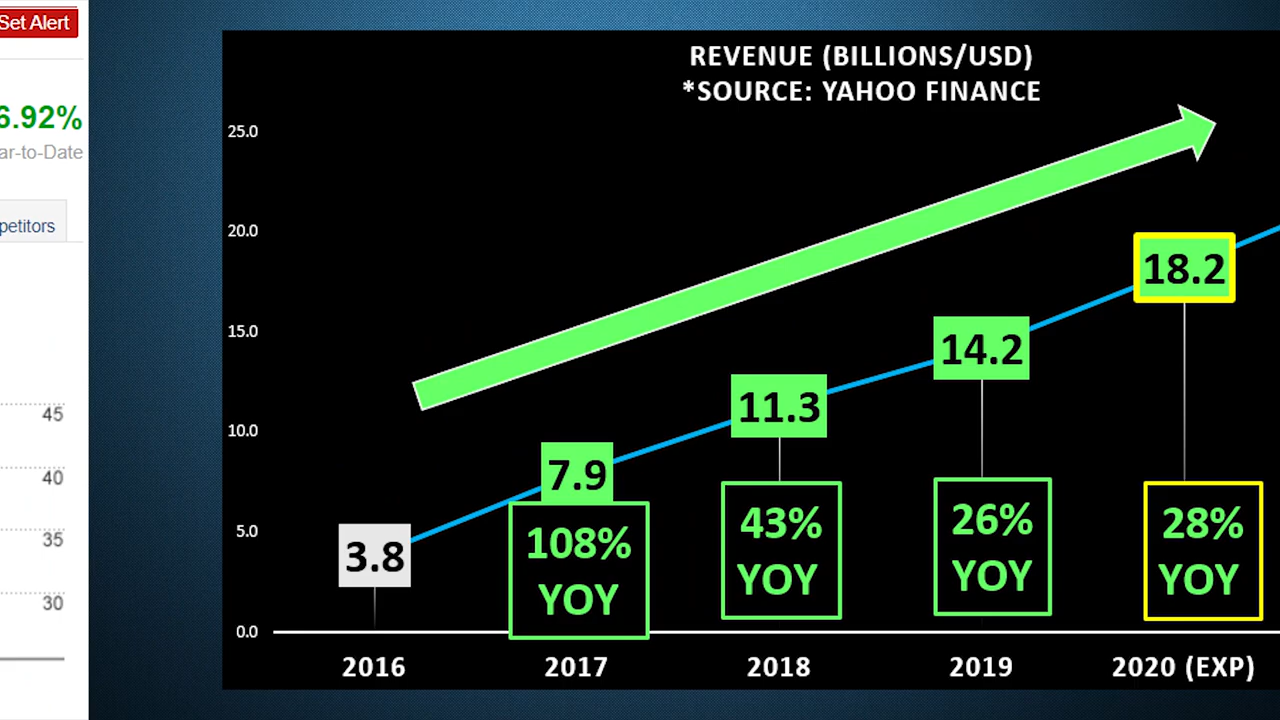 Set Alert
6.92%
ar-to-Date
petitors
45
40
35
30
REVENUE (BILLIONS/USD)
*SOURCE: YAHOO FINANCE
25.0
20.0
15.0
10.0
5.0
0.0
3.8
7.9
11.3
14.2
18.2
108%
YOY
43%
YOY
26%
YOY
28%
YOY
2016
2017
2018
2019
2020 (EXP)